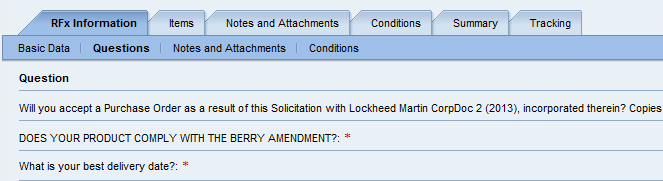 RFx Information Items Notes and Attachments Conditions Summary Tracking
Basic Data Questions Notes and Attachments Conditions
Question
Will you accept a Purchase Order as a result of this Solicitation with Lockheed Martin CorpDoc 2 (2013), incorporated therein? Copies
DOES YOUR PRODUCT COMPLY WITH THE BERRY AMENDMENT?: *
What is your best delivery date?: *